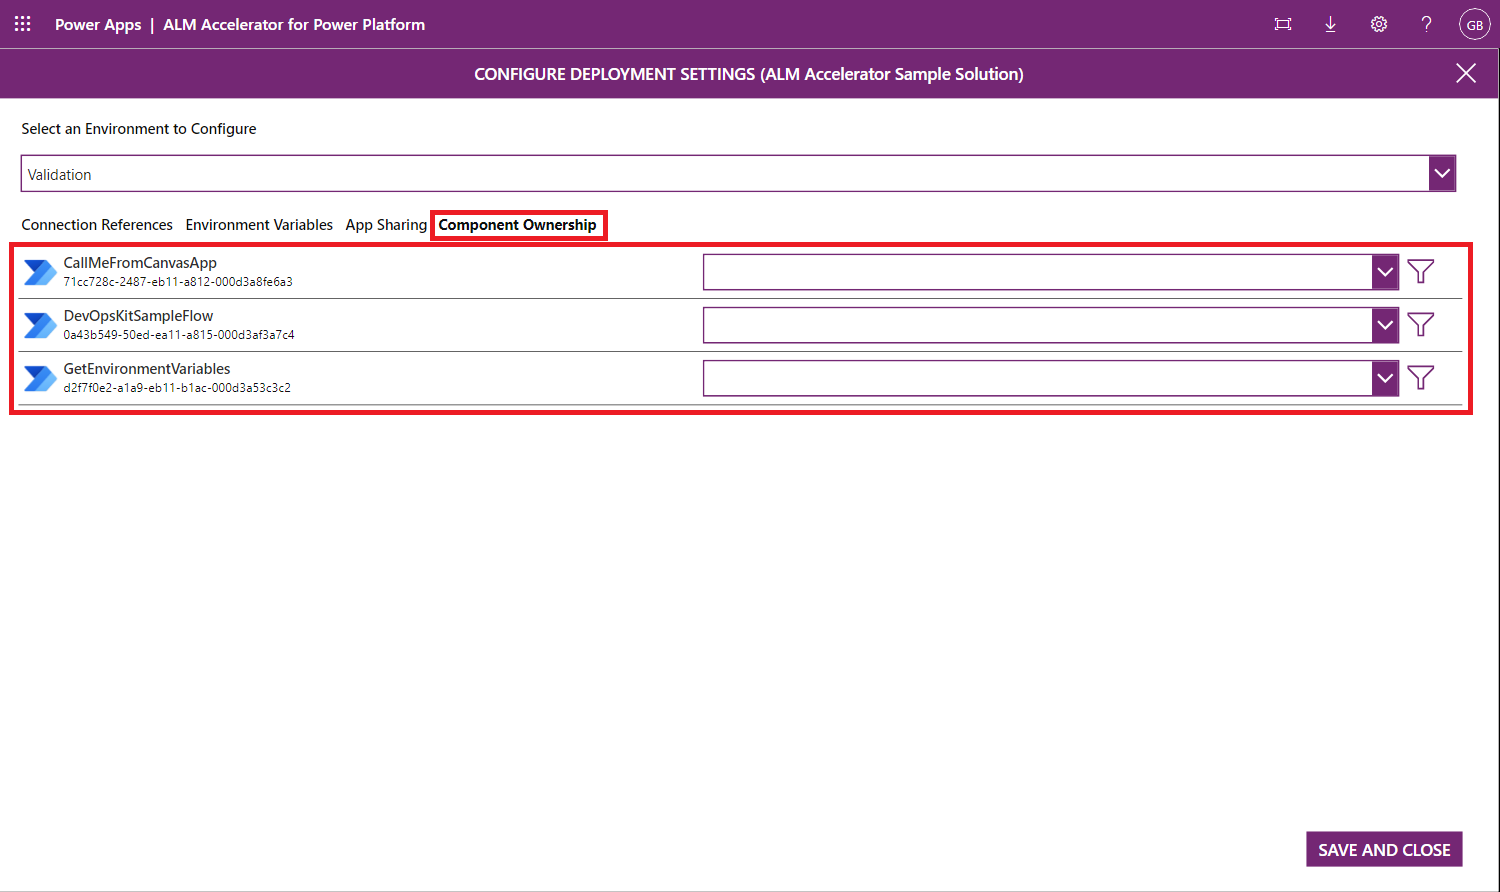 Power Apps | ALM Accelerator for Power Platform
GB
CONFIGURE DEPLOYMENT SETTINGS (ALM Accelerator Sample Solution)
Select an Environment to Configure
Validation
Connection References Environment Variables App Sharing Component Ownership
CallMeFromCanvasApp
71cc728c-2487-eb11-a812-000d3a8fe6a3
DevOpsKitSampleFlow
0a43b549-50ed-ea11-a815-000d3af3a7c4
GetEnvironmentVariables
d2f7f0e2-a1a9-eb11-b1ac-000d3a53c3c2
SAVE AND CLOSE